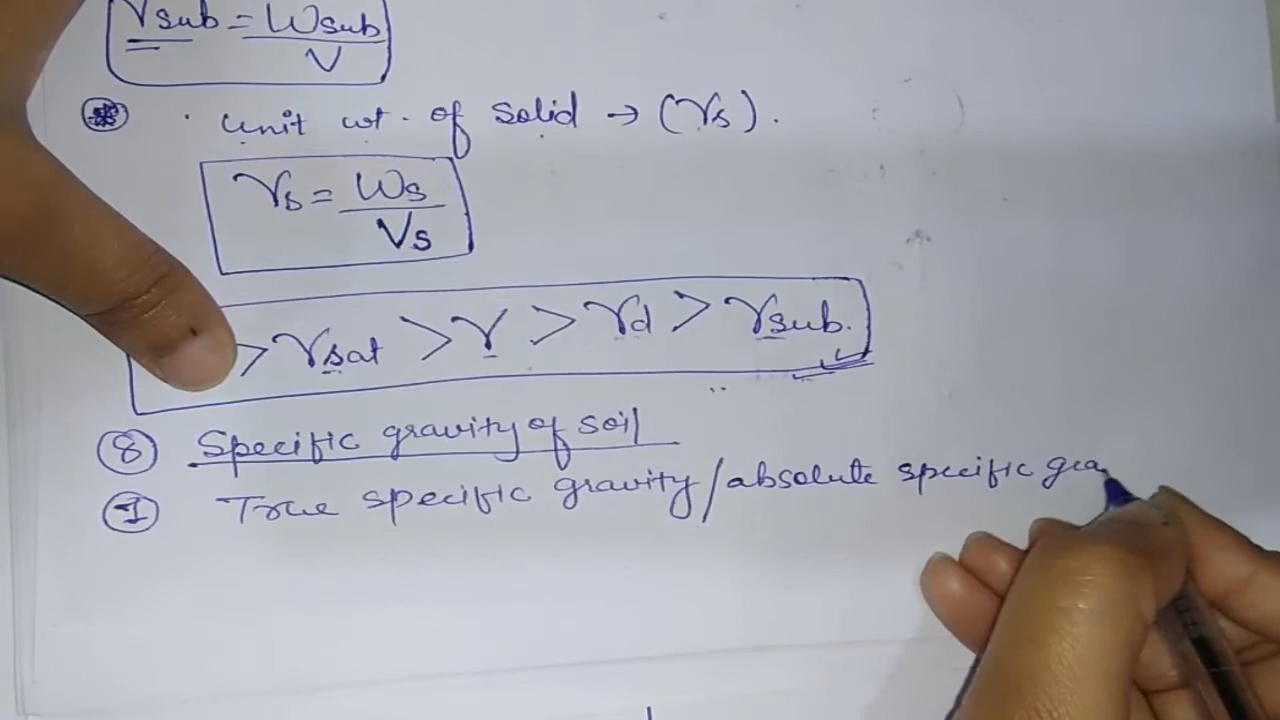 γsub = Wsub / V
unit wt. of solid → (γs).
γs = Ws / Vs
> γsat > γ > γd > γsub.
8 Specific gravity of soil
I True specific gravity/absolute specific gra